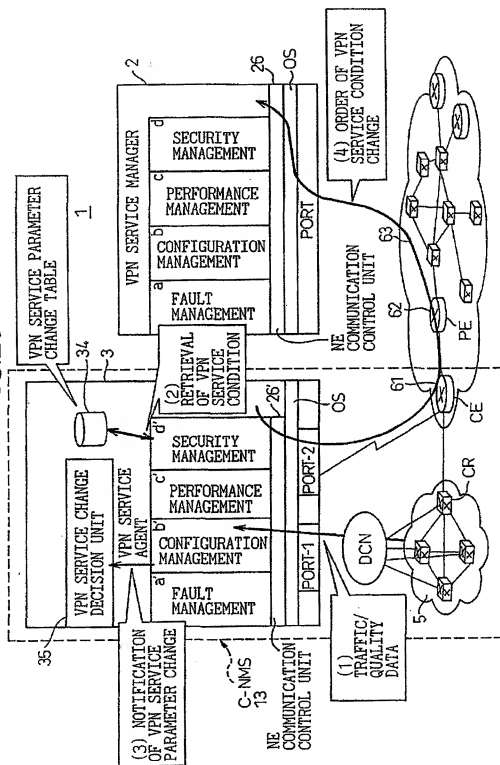 1
VPN SERVICE PARAMETER
CHANGE TABLE
34
3
(2) RETRIEVAL
OF VPN
SERVICE
CONDITION
35
VPN SERVICE CHANGE
DECISION UNIT
VPN SERVICE
AGENT
(3) NOTIFICATION
OF VPN SERVICE
PARAMETER CHANGE
a'
FAULT MANAGEMENT
b'
CONFIGURATION
MANAGEMENT
c'
PERFORMANCE
MANAGEMENT
d'
SECURITY
MANAGEMENT
26'
OS
PORT-1
PORT-2
C-NMS
13
NE
COMMUNICATION
CONTROL UNIT
(1)
TRAFFIC/
QUALITY
DATA
DCN
5
CR
CE
61
2
VPN SERVICE MANAGER
a
FAULT MANAGEMENT
b
CONFIGURATION MANAGEMENT
c
PERFORMANCE MANAGEMENT
d
SECURITY MANAGEMENT
26
OS
PORT
NE
COMMUNICATION
CONTROL UNIT
(4) ORDER OF VPN
SERVICE CONDITION
CHANGE
63
62
PE